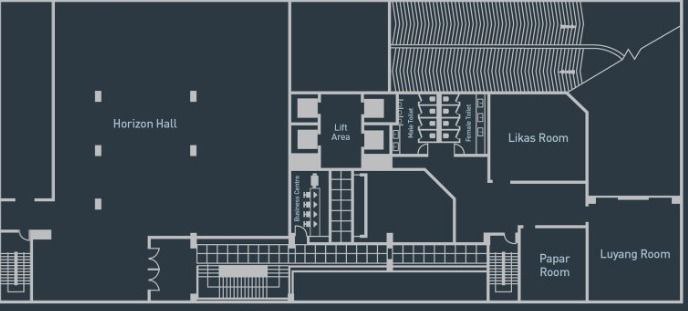 Horizon Hall
Lift
Area
Male Toilet
Female Toilet
Likas Room
Business Centre
Papar
Room
Luyang Room